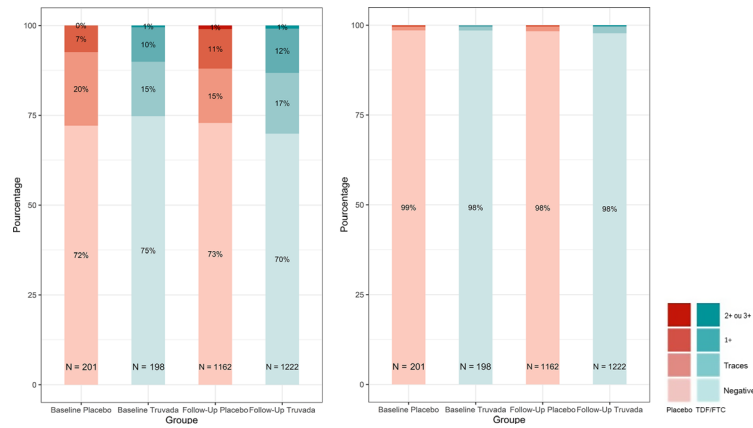 100
75
50
25
0
Pourcentage
0%
7%
20%
72%
N = 201
1%
10%
15%
75%
N = 198
1%
11%
15%
73%
N = 1162
1%
12%
17%
70%
N = 1222
Baseline Placebo Baseline Truvada Follow-Up Placebo Follow-Up Truvada
Groupe
100
75
50
25
0
Pourcentage
99%
98%
98%
98%
N = 201
N = 198
N = 1162
N = 1222
Baseline Placebo Baseline Truvada Follow-Up Placebo Follow-Up Truvada
Groupe
2+ ou 3+
1+
Traces
Negative
Placebo TDF/FTC